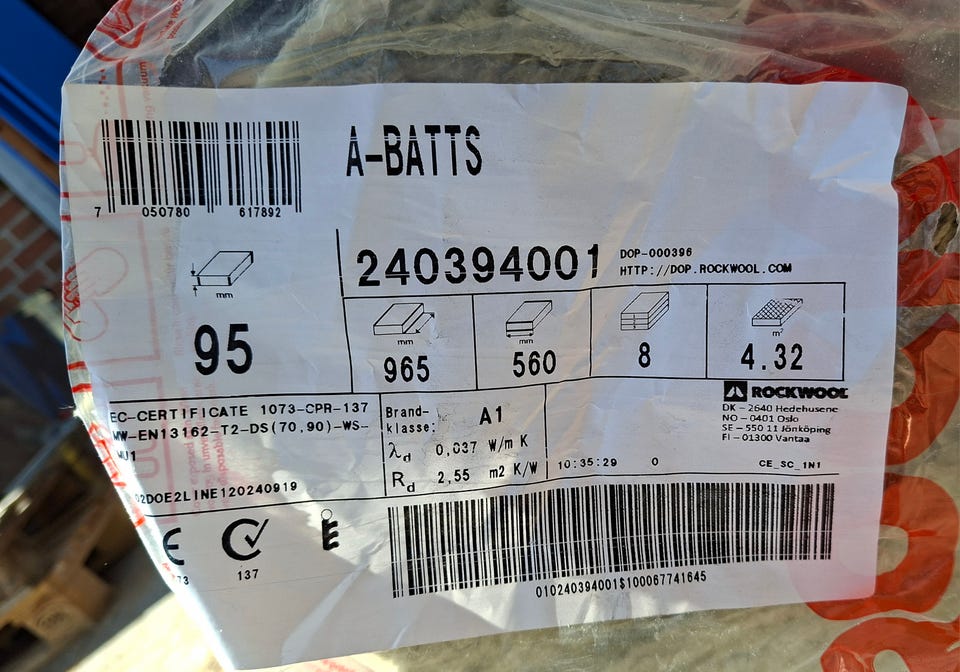 A-BATTS
7 050780 617892
240394001
DOP-000396
HTTP://DOP.ROCKWOOL.COM
mm
95
mm
965
mm
560
8
m²
4.32
EC-CERTIFICATE 1073-CPR-137
MW-EN13162-T2-DS(70,90)-WS-
MU1
02DOE2LINE120240919
Brand-
klasse: A1
λd 0,037 W/m K
Rd 2,55 m2 K/W
ROCKWOOL
DK - 2640 Hedehusene
NO - 0401 Oslo
SE - 550 11 Jönköping
FI - 01300 Vantaa
10:35:29 0 CE_SC_1N1
CE
73
137
010240394001$100067741645